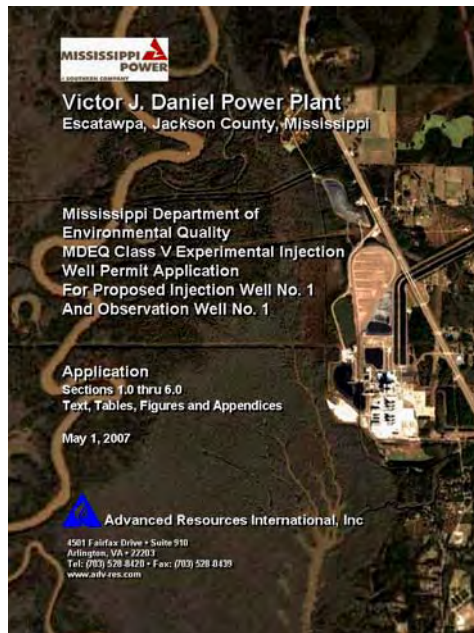 MISSISSIPPI
POWER
A SOUTHERN COMPANY
Victor J. Daniel Power Plant
Escatawpa, Jackson County, Mississippi
Mississippi Department of
Environmental Quality
MDEQ Class V Experimental Injection
Well Permit Application
For Proposed Injection Well No. 1
And Observation Well No. 1
Application
Sections 1.0 thru 6.0
Text, Tables, Figures and Appendices
May 1, 2007
Advanced Resources International, Inc
4501 Fairfax Drive • Suite 910
Arlington, VA • 22203
Tel: (703) 528-8420 • Fax: (703) 528-0439
www.adv-res.com